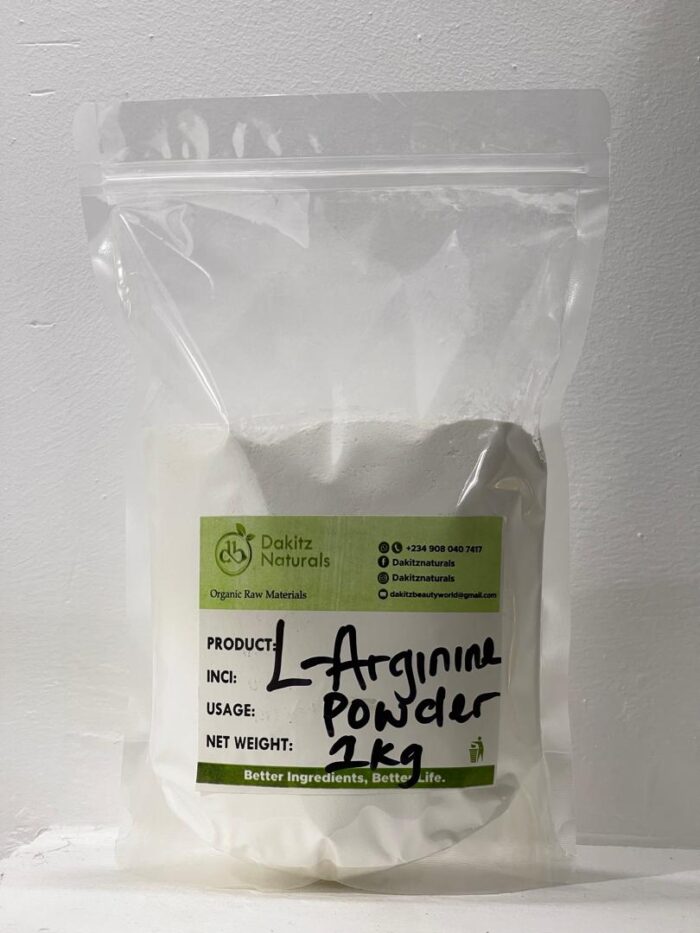 Dakitz
Naturals
Organic Raw Materials
+234 908 040 7417
Dakitznaturals
Dakitznaturals
dakitzbeautyworld@gmail.com
PRODUCT: L-Arginine
INCI:
USAGE: Powder
NET WEIGHT: 1kg
Better Ingredients, Better Life.